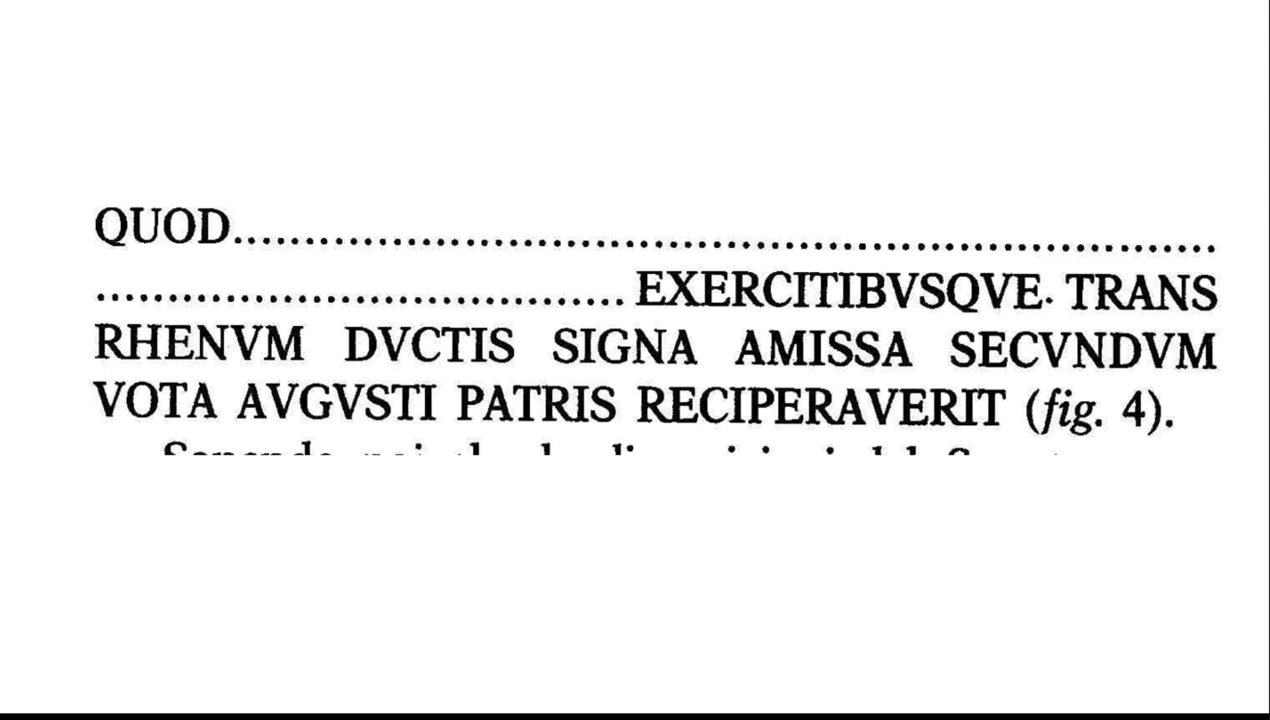 QUOD....................................................................
..................................... EXERCITIBVSQVE. TRANS
RHENVM DVCTIS SIGNA AMISSA SECVNDVM
VOTA AVGVSTI PATRIS RECIPERAVERIT (fig. 4).